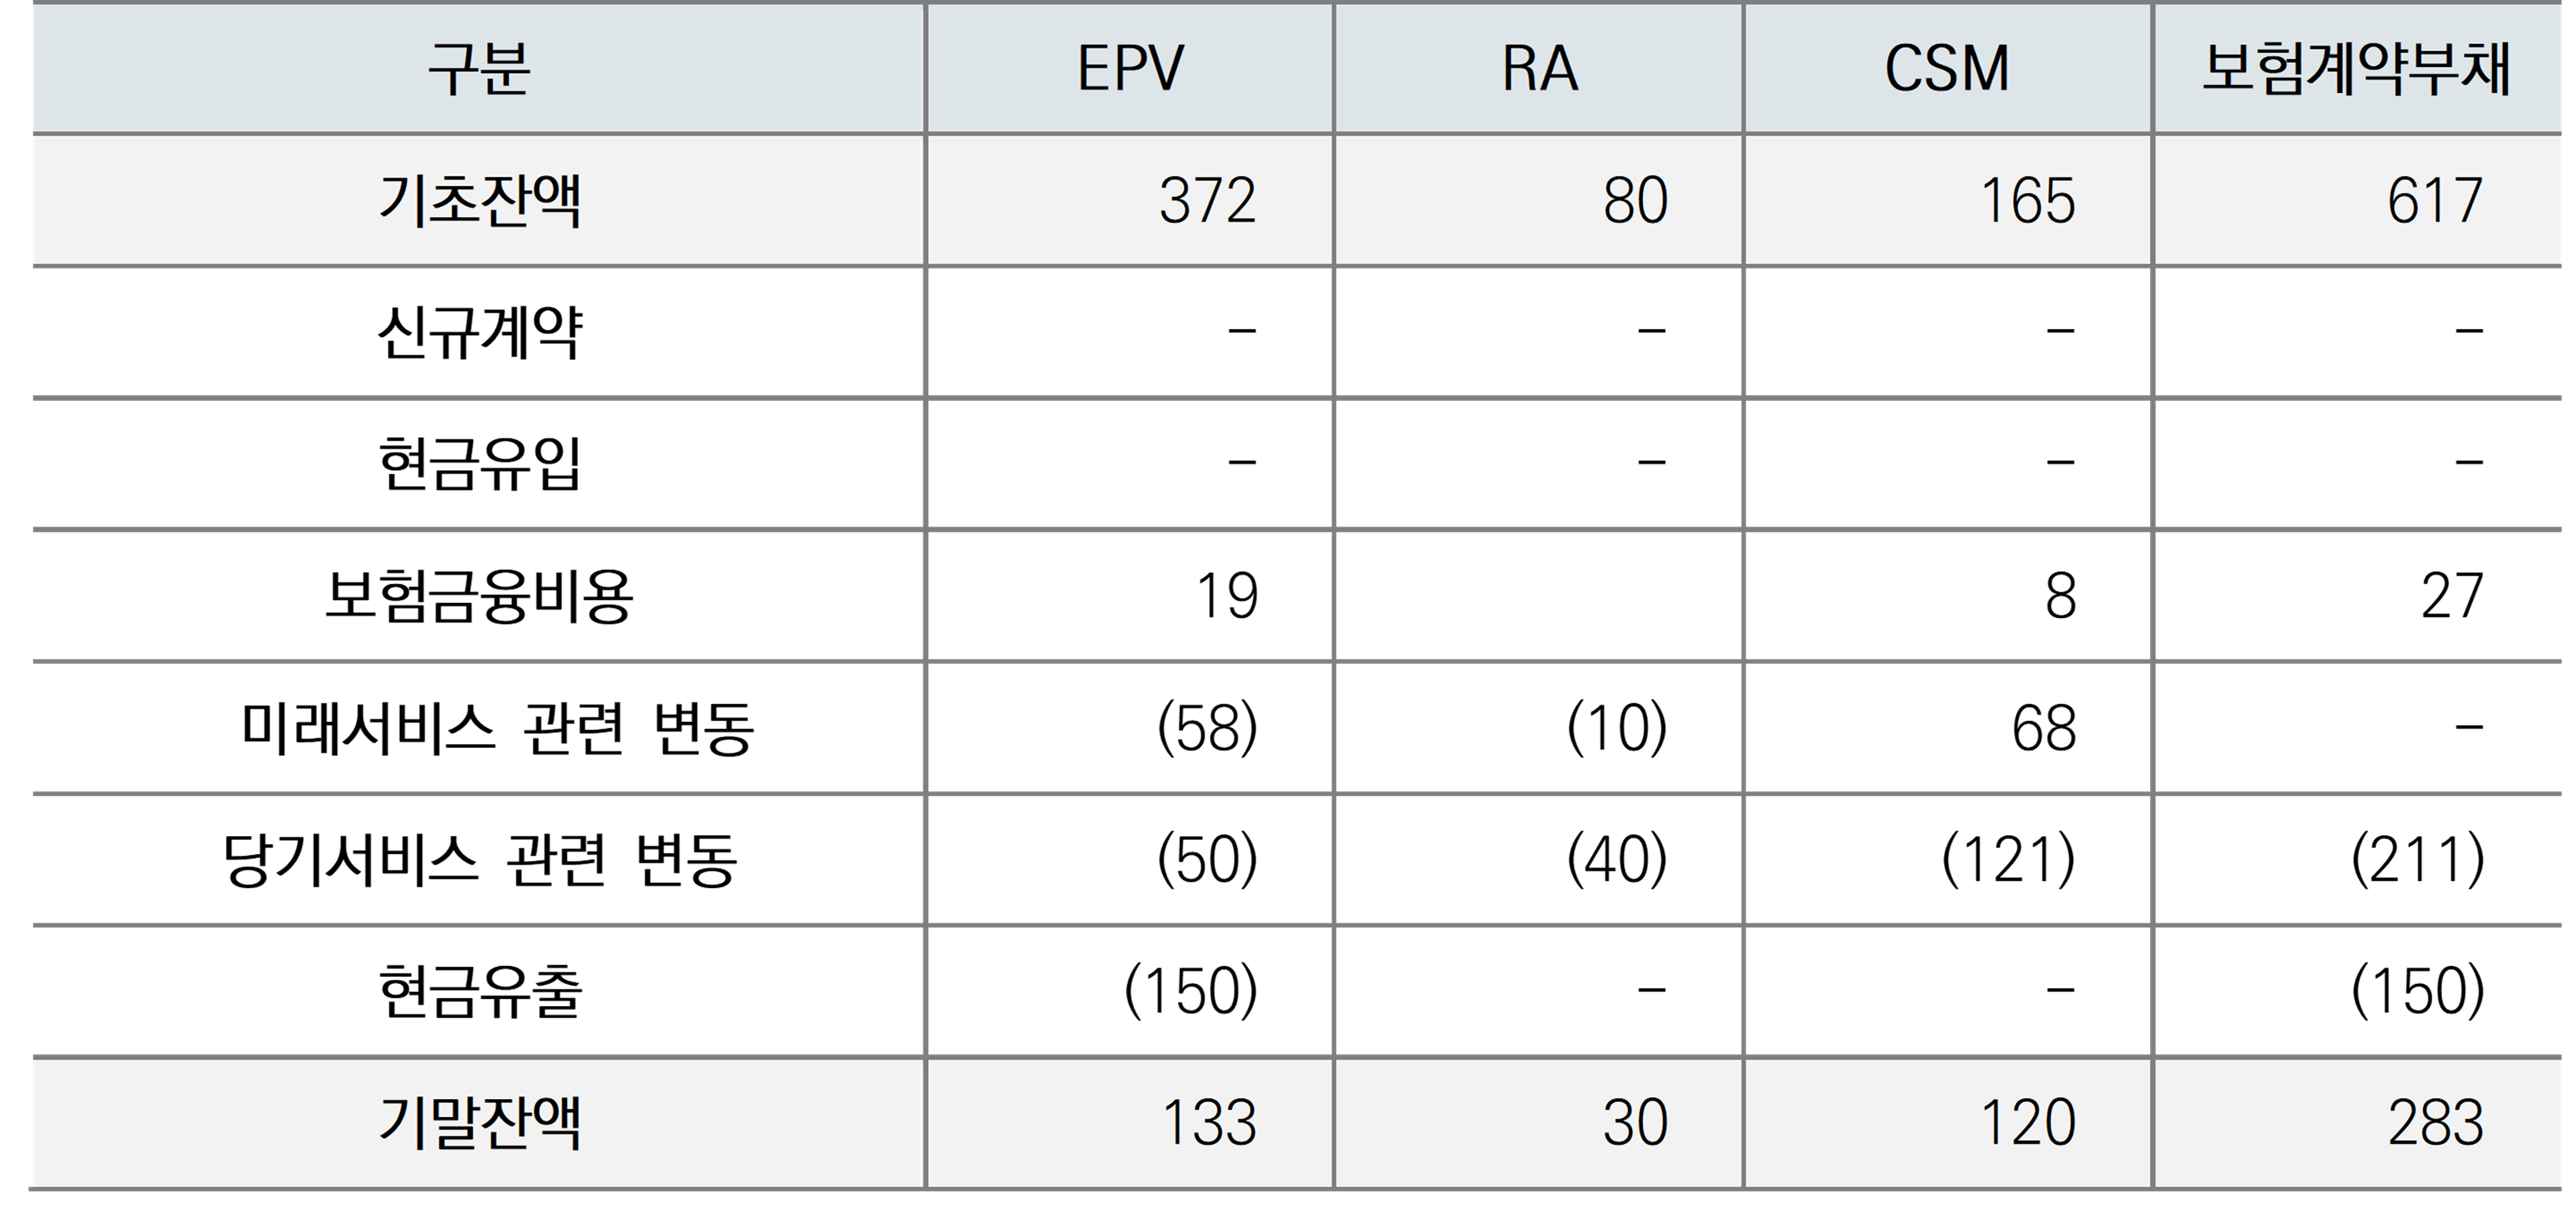 구분 EPV RA CSM 보험계약부채
기초잔액 372 80 165 617
신규계약 - - - -
현금유입 - - - -
보험금융비용 19 8 27
미래서비스 관련 변동 (58) (10) 68 -
당기서비스 관련 변동 (50) (40) (121) (211)
현금유출 (150) - - (150)
기말잔액 133 30 120 283